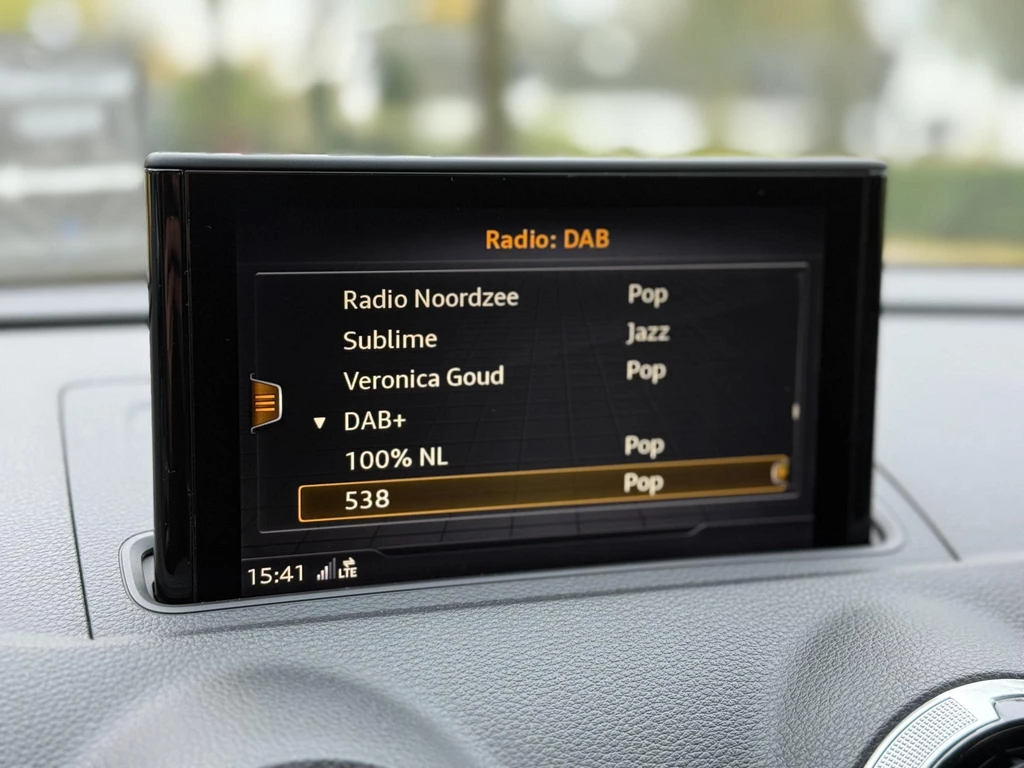 Radio: DAB
Radio Noordzee Pop
Sublime Jazz
Veronica Goud Pop
DAB+
100% NL Pop
538 Pop
15:41 LTE